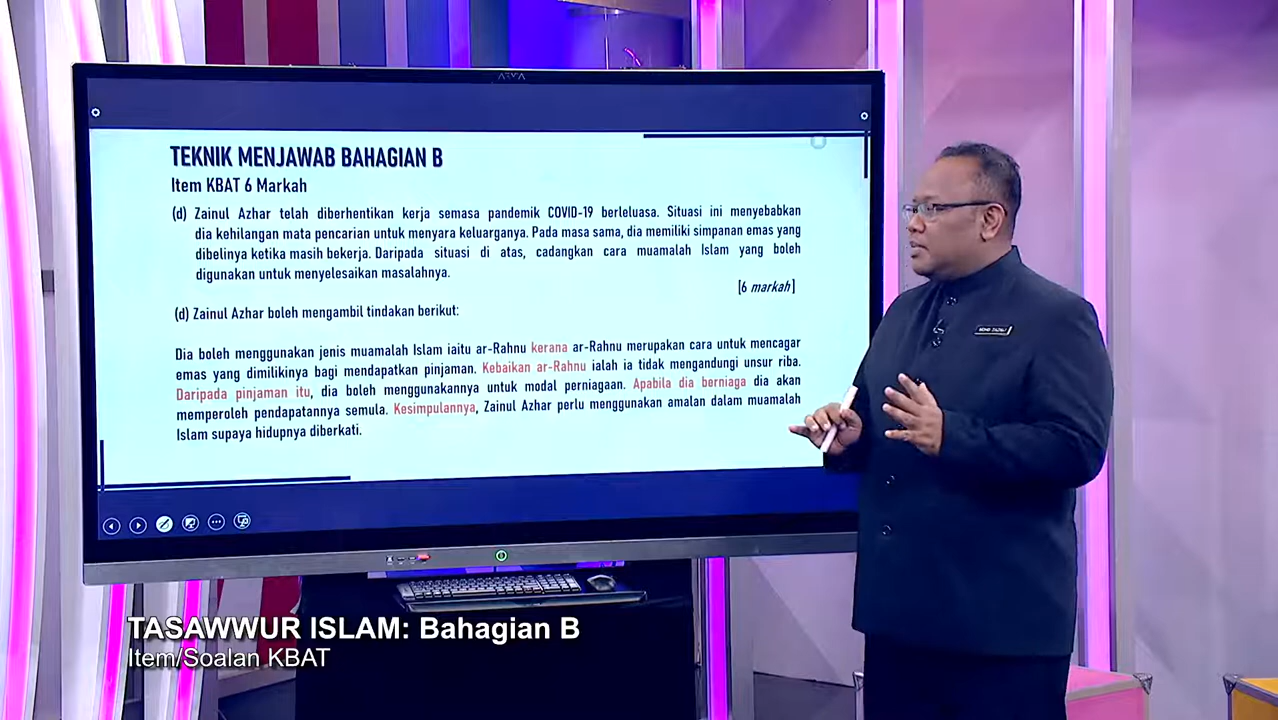 AEVA
TEKNIK MENJAWAB BAHAGIAN B
Item KBAT 6 Markah
(d) Zainul Azhar telah diberhentikan kerja semasa pandemik COVID-19 berleluasa. Situasi ini menyebabkan
dia kehilangan mata pencarian untuk menyara keluarganya. Pada masa sama, dia memiliki simpanan emas yang
dibelinya ketika masih bekerja. Daripada situasi di atas, cadangkan cara muamalah Islam yang boleh
digunakan untuk menyelesaikan masalahnya.
[6 markah]
(d) Zainul Azhar boleh mengambil tindakan berikut:
Dia boleh menggunakan jenis muamalah Islam iaitu ar-Rahnu kerana ar-Rahnu merupakan cara untuk mencagar
emas yang dimilikinya bagi mendapatkan pinjaman. Kebaikan ar-Rahnu ialah ia tidak mengandungi unsur riba.
Daripada pinjaman itu, dia boleh menggunakannya untuk modal perniagaan. Apabila dia berniaga dia akan
memperoleh pendapatannya semula. Kesimpulannya, Zainul Azhar perlu menggunakan amalan dalam muamalah
Islam supaya hidupnya diberkati.
TASAWWUR ISLAM: Bahagian B
Item/Soalan KBAT